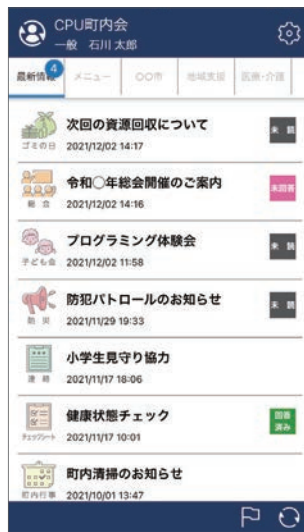 CPU町内会
一般 石川 太郎
最新情報
4
メニュー
〇〇市
地域支援
医療・介護
次回の資源回収について
未読
ゴミの日
2021/12/02 14:17
令和〇年総会開催のご案内
未回答
総会
2021/12/02 14:16
プログラミング体験会
未読
子ども会
2021/12/02 11:58
防犯パトロールのお知らせ
未読
防災
2021/11/29 19:33
小学生見守り協力
連絡
2021/11/17 18:06
健康状態チェック
回答
済み
チェックシート
2021/11/17 10:01
町内清掃のお知らせ
町内行事
2021/10/01 13:47